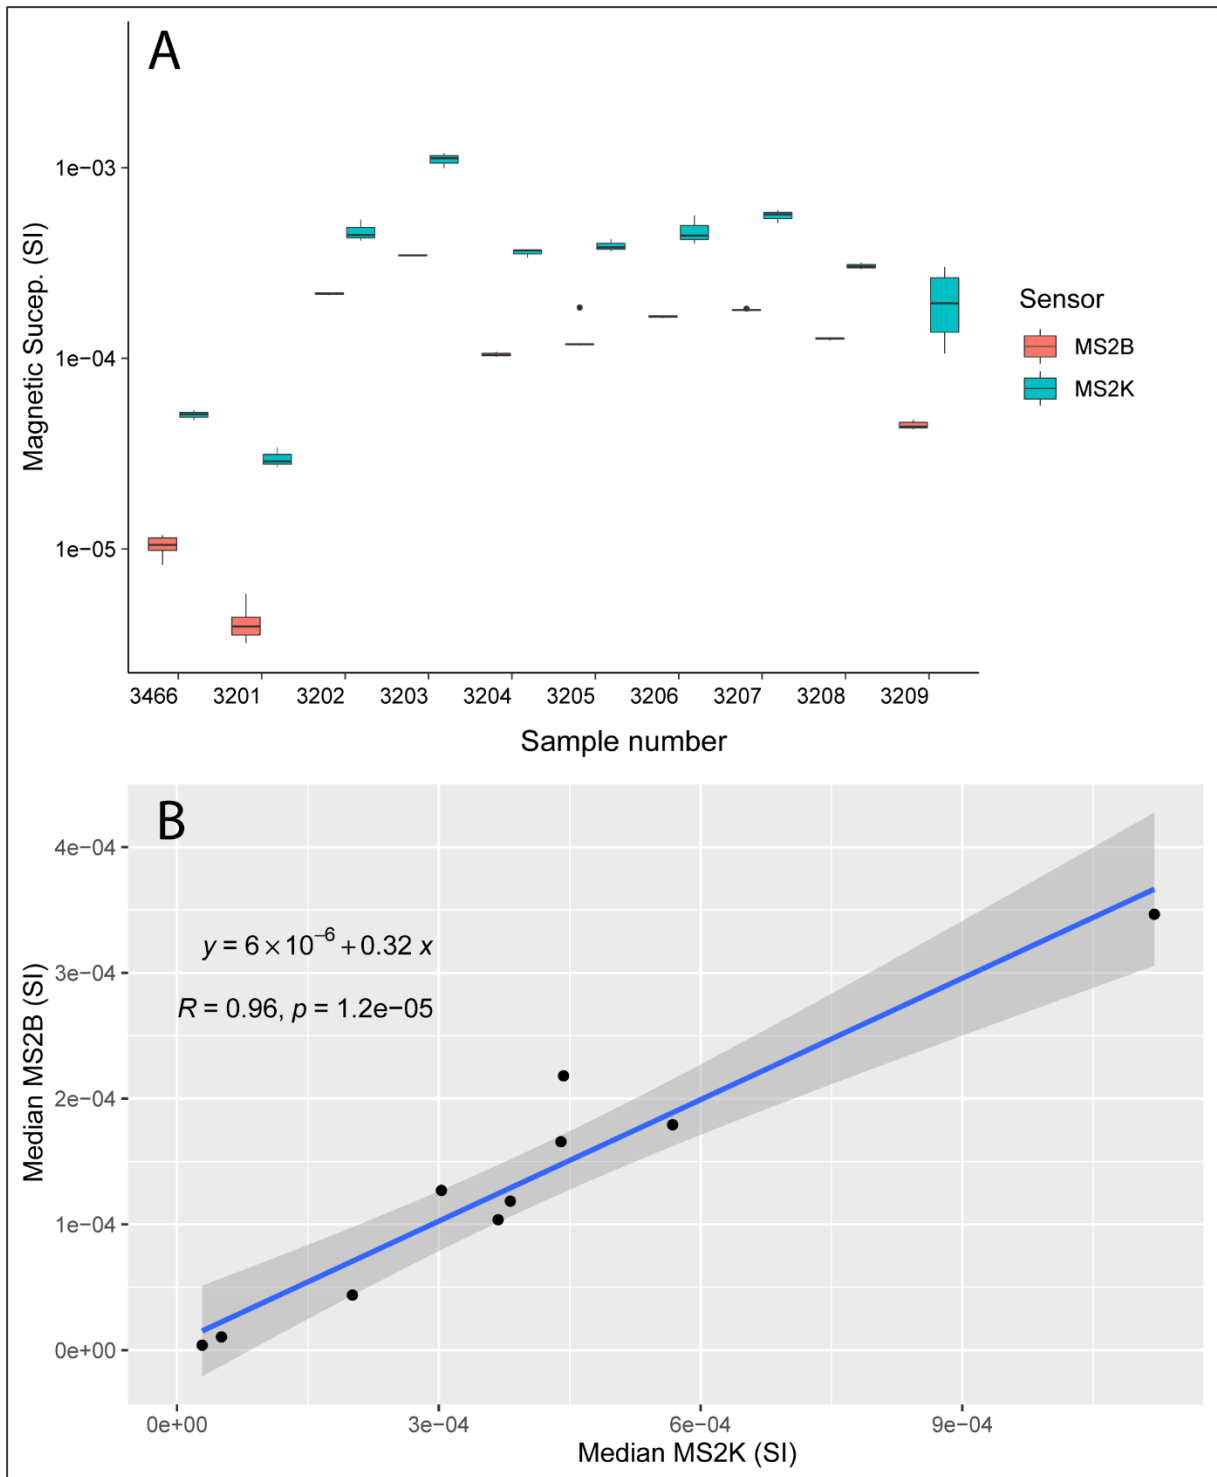 A
Magnetic Sucep. (SI)
1e−03
1e−04
1e−05
3466 3201 3202 3203 3204 3205 3206 3207 3208 3209
Sample number
Sensor
MS2B
MS2K
B
Median MS2B (SI)
4e−04
3e−04
2e−04
1e−04
0e+00
y = 6 × 10⁻⁶ + 0.32 x
R = 0.96, p = 1.2e−05
0e+00 3e−04 6e−04 9e−04
Median MS2K (SI)